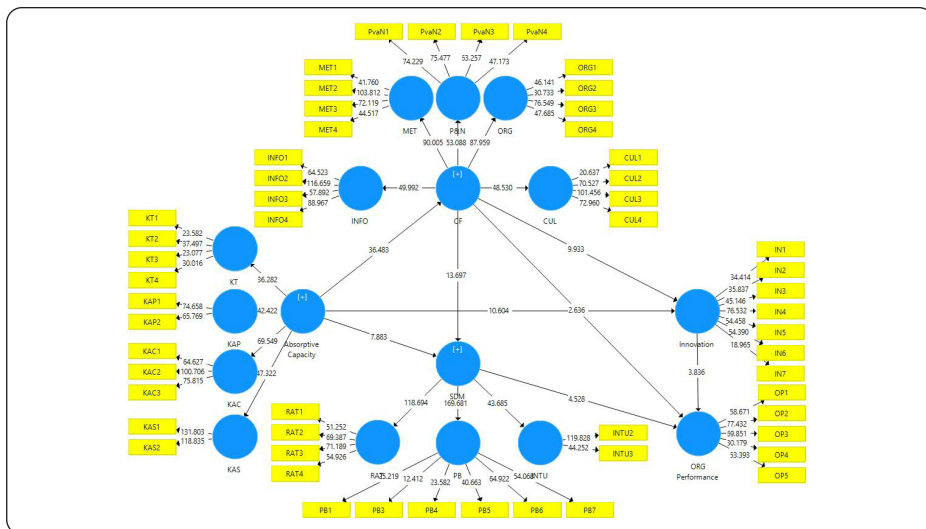 PvaN1 PvaN2 PvaN3 PvaN4
74.229 75.477 53.257 47.173
MET1
MET2
MET3
MET4
41.760
103.812
72.119
44.517
MET P&IN ORG
46.141
30.733
76.549
47.685
ORG1
ORG2
ORG3
ORG4
90.005 53.088 87.959
INFO1
INFO2
INFO3
INFO4
64.523
116.659
57.892
88.967
INFO
49.992
[+]
CF
48.530
CUL
20.637
70.527
101.456
72.960
CUL1
CUL2
CUL3
CUL4
KT1
KT2
KT3
KT4
23.582
37.497
23.077
30.016
KT
36.282
36.483
13.697
9.933
KAP1
KAP2
74.658
65.769
KAP
42.422
[+]
Absorptive
Capacity
10.604
2.636
7.883
69.549
47.322
KAC1
KAC2
KAC3
64.627
100.706
75.815
KAC
KAS1
KAS2
131.803
118.835
KAS
Innovation
34.414
35.837
45.146
76.532
54.458
54.390
18.965
IN1
IN2
IN3
IN4
IN5
IN6
IN7
3.836
[+]
SDM
4.528
118.694 169.681 43.685
RAT1
RAT2
RAT3
RAT4
51.252
69.387
71.189
54.926
RAT PB INTU
119.828
44.252
INTU2
INTU3
ORG
Performance
58.671
77.432
69.851
30.179
53.393
OP1
OP2
OP3
OP4
OP5
12.412 23.582 40.663 64.922
PB1 PB3 PB4 PB5 PB6 PB7